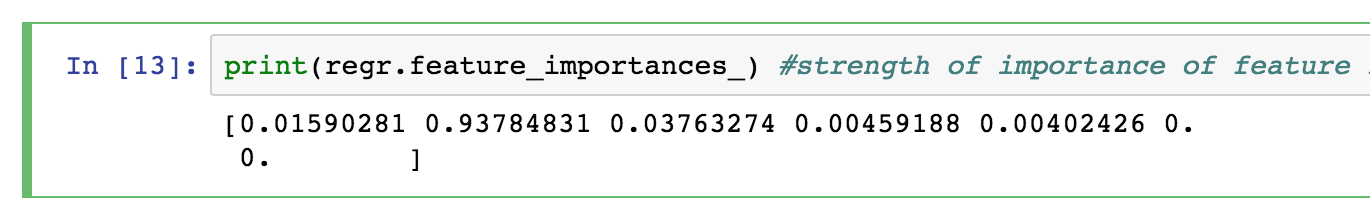 In [13]: print(regr.feature_importances_) #strength of importance of feature
[0.01590281 0.93784831 0.03763274 0.00459188 0.00402426 0.
0. ]